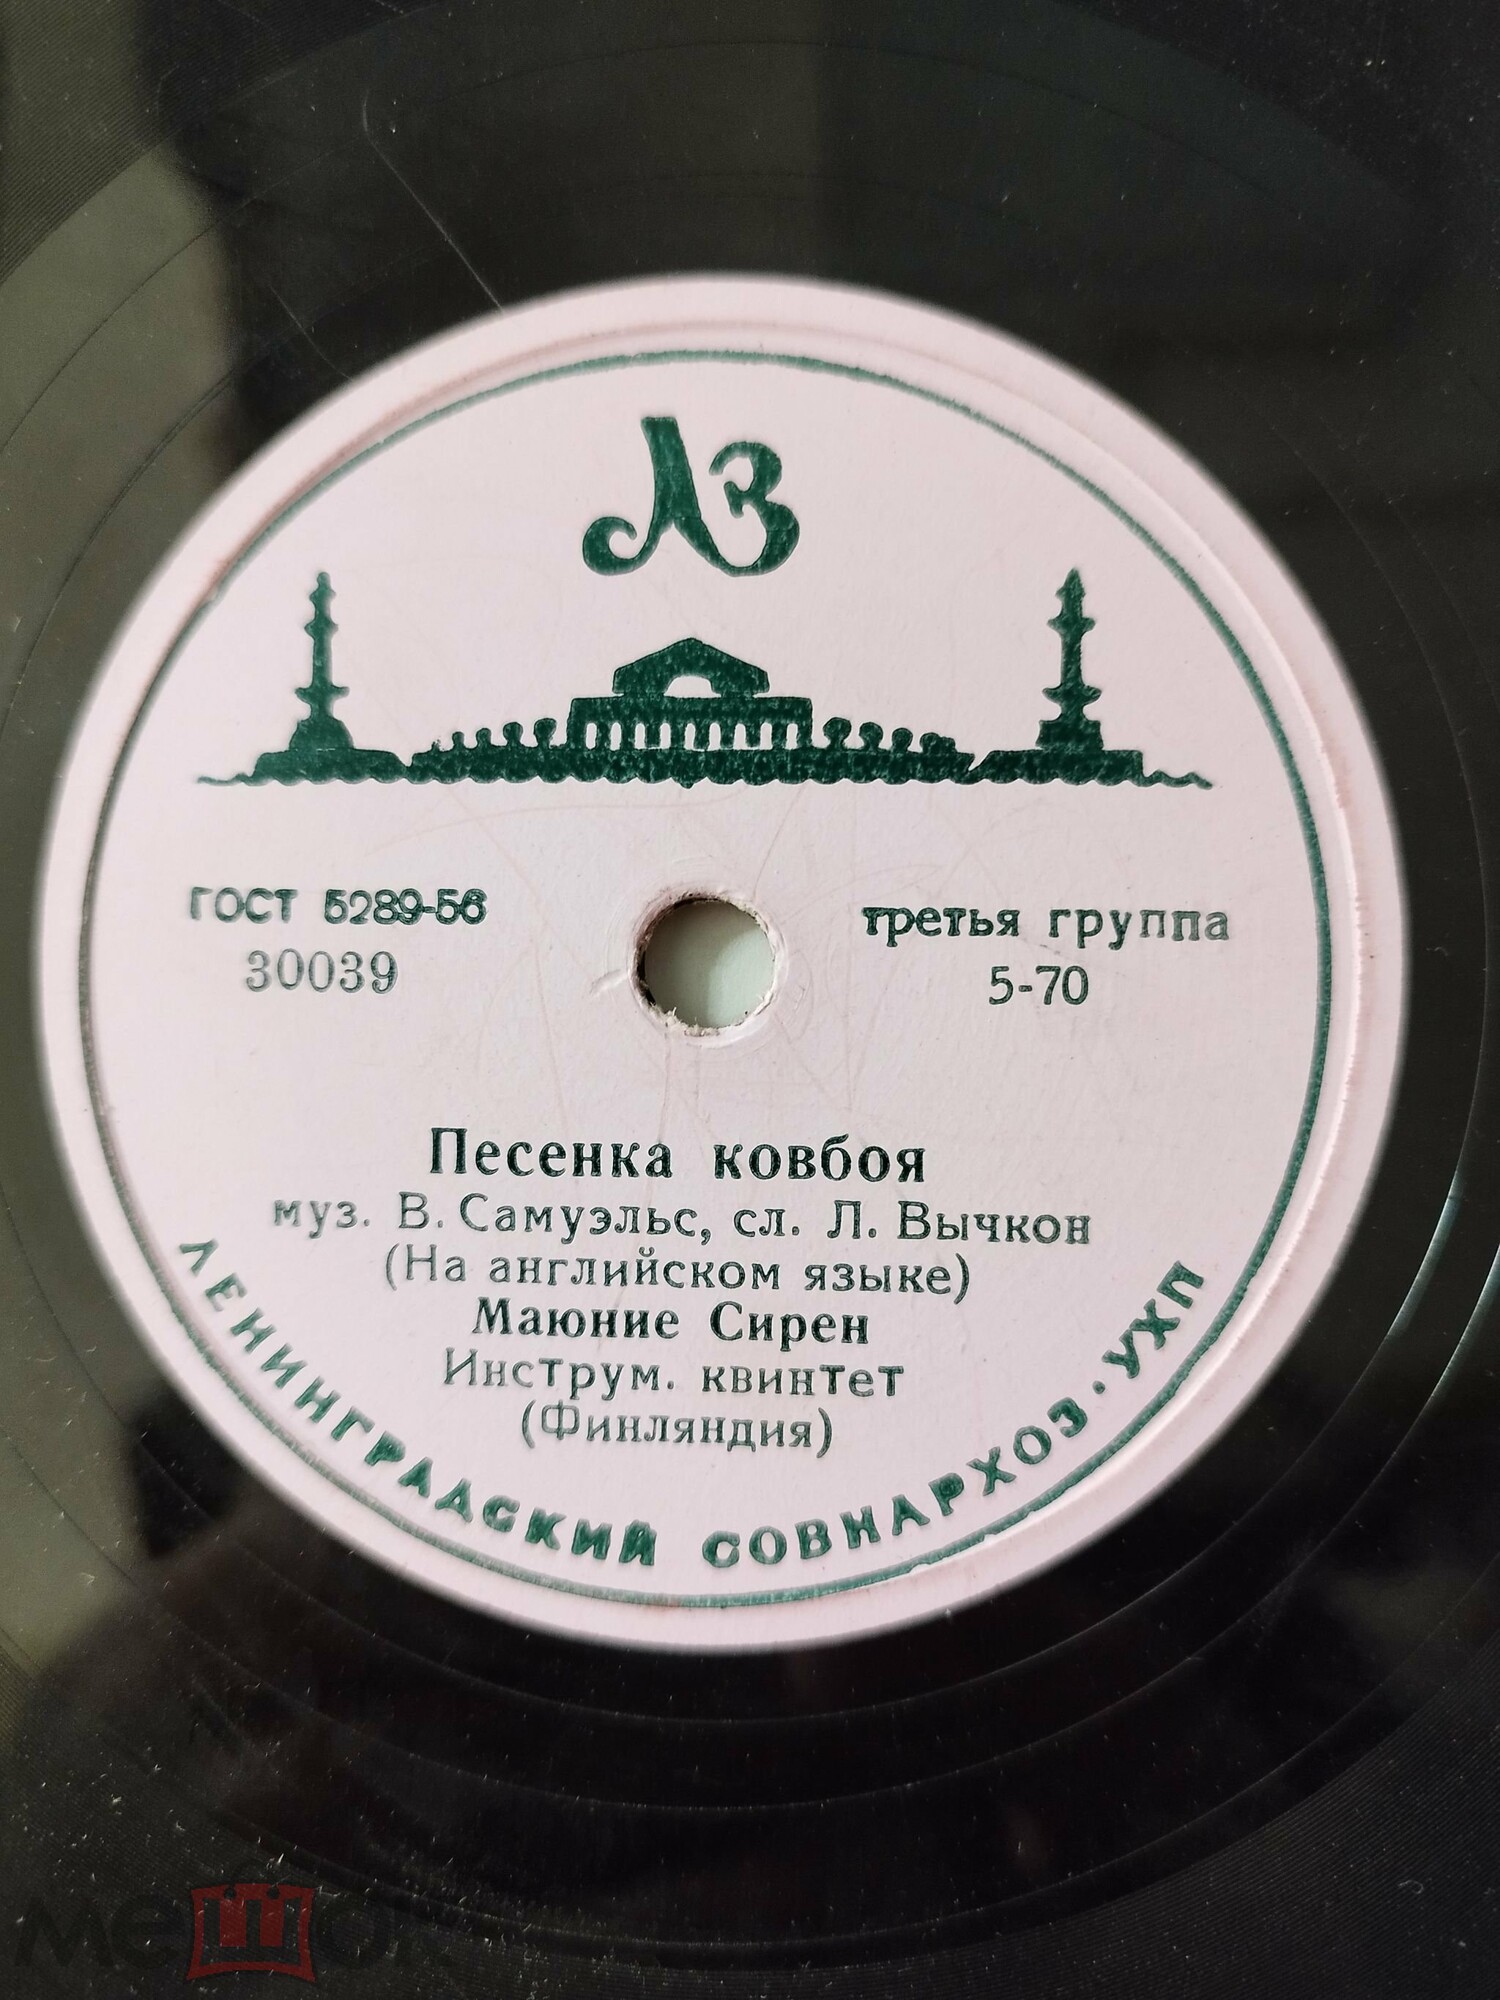 ЛЗ
ГОСТ 5289-56
30039
третья группа
5-70
Песенка ковбоя
муз. В. Самуэльс, сл. Л. Вычкон
(На английском языке)
Маюние Сирен
Инструм. квинтет
(Финляндия)
ЛЕНИНГРАДСКИЙ СОВНАРХОЗ · УХП
мешок